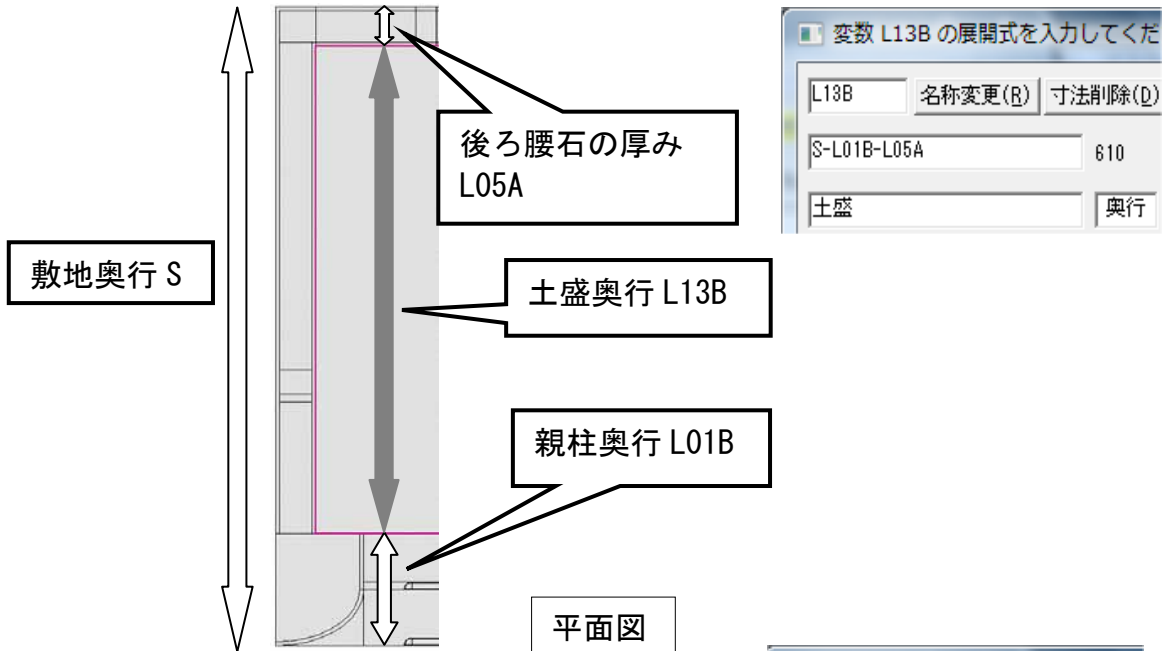 後ろ腰石の厚み
L05A
敷地奥行 S
土盛奥行 L13B
親柱奥行 L01B
平面図
変数 L13B の展開式を入力してくだ
L13B 名称変更(R) 寸法削除(D)
S-L01B-L05A 610
土盛 奥行